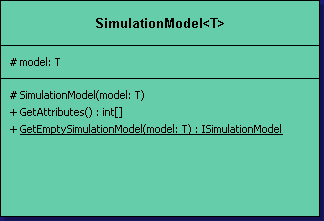 SimulationModel<T>
# model: T
# SimulationModel(model: T)
+ GetAttributes() : int[]
+ GetEmptySimulationModel(model: T) : ISimulationModel